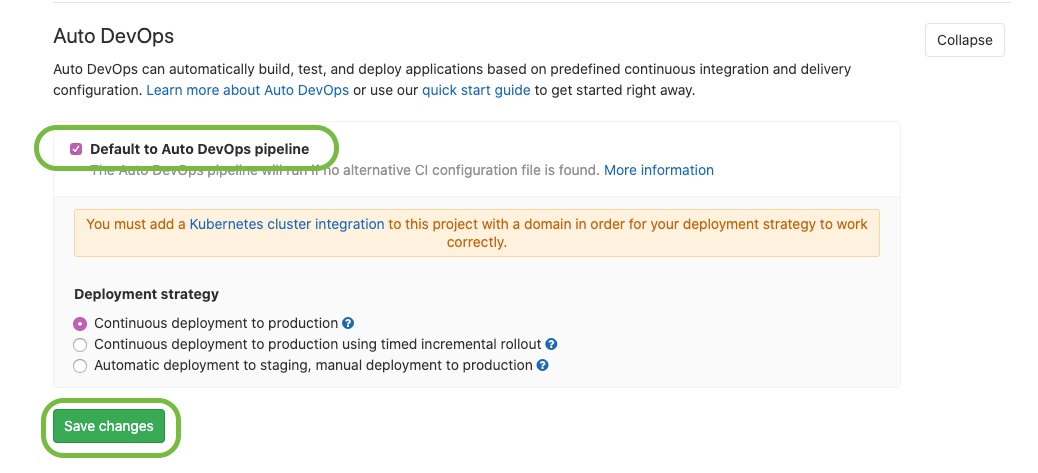 Auto DevOps
Collapse
Auto DevOps can automatically build, test, and deploy applications based on predefined continuous integration and delivery
configuration. Learn more about Auto DevOps or use our quick start guide to get started right away.
Default to Auto DevOps pipeline
The Auto DevOps pipeline will run if no alternative CI configuration file is found. More information
You must add a Kubernetes cluster integration to this project with a domain in order for your deployment strategy to work
correctly.
Deployment strategy
Continuous deployment to production ?
Continuous deployment to production using timed incremental rollout ?
Automatic deployment to staging, manual deployment to production ?
Save changes